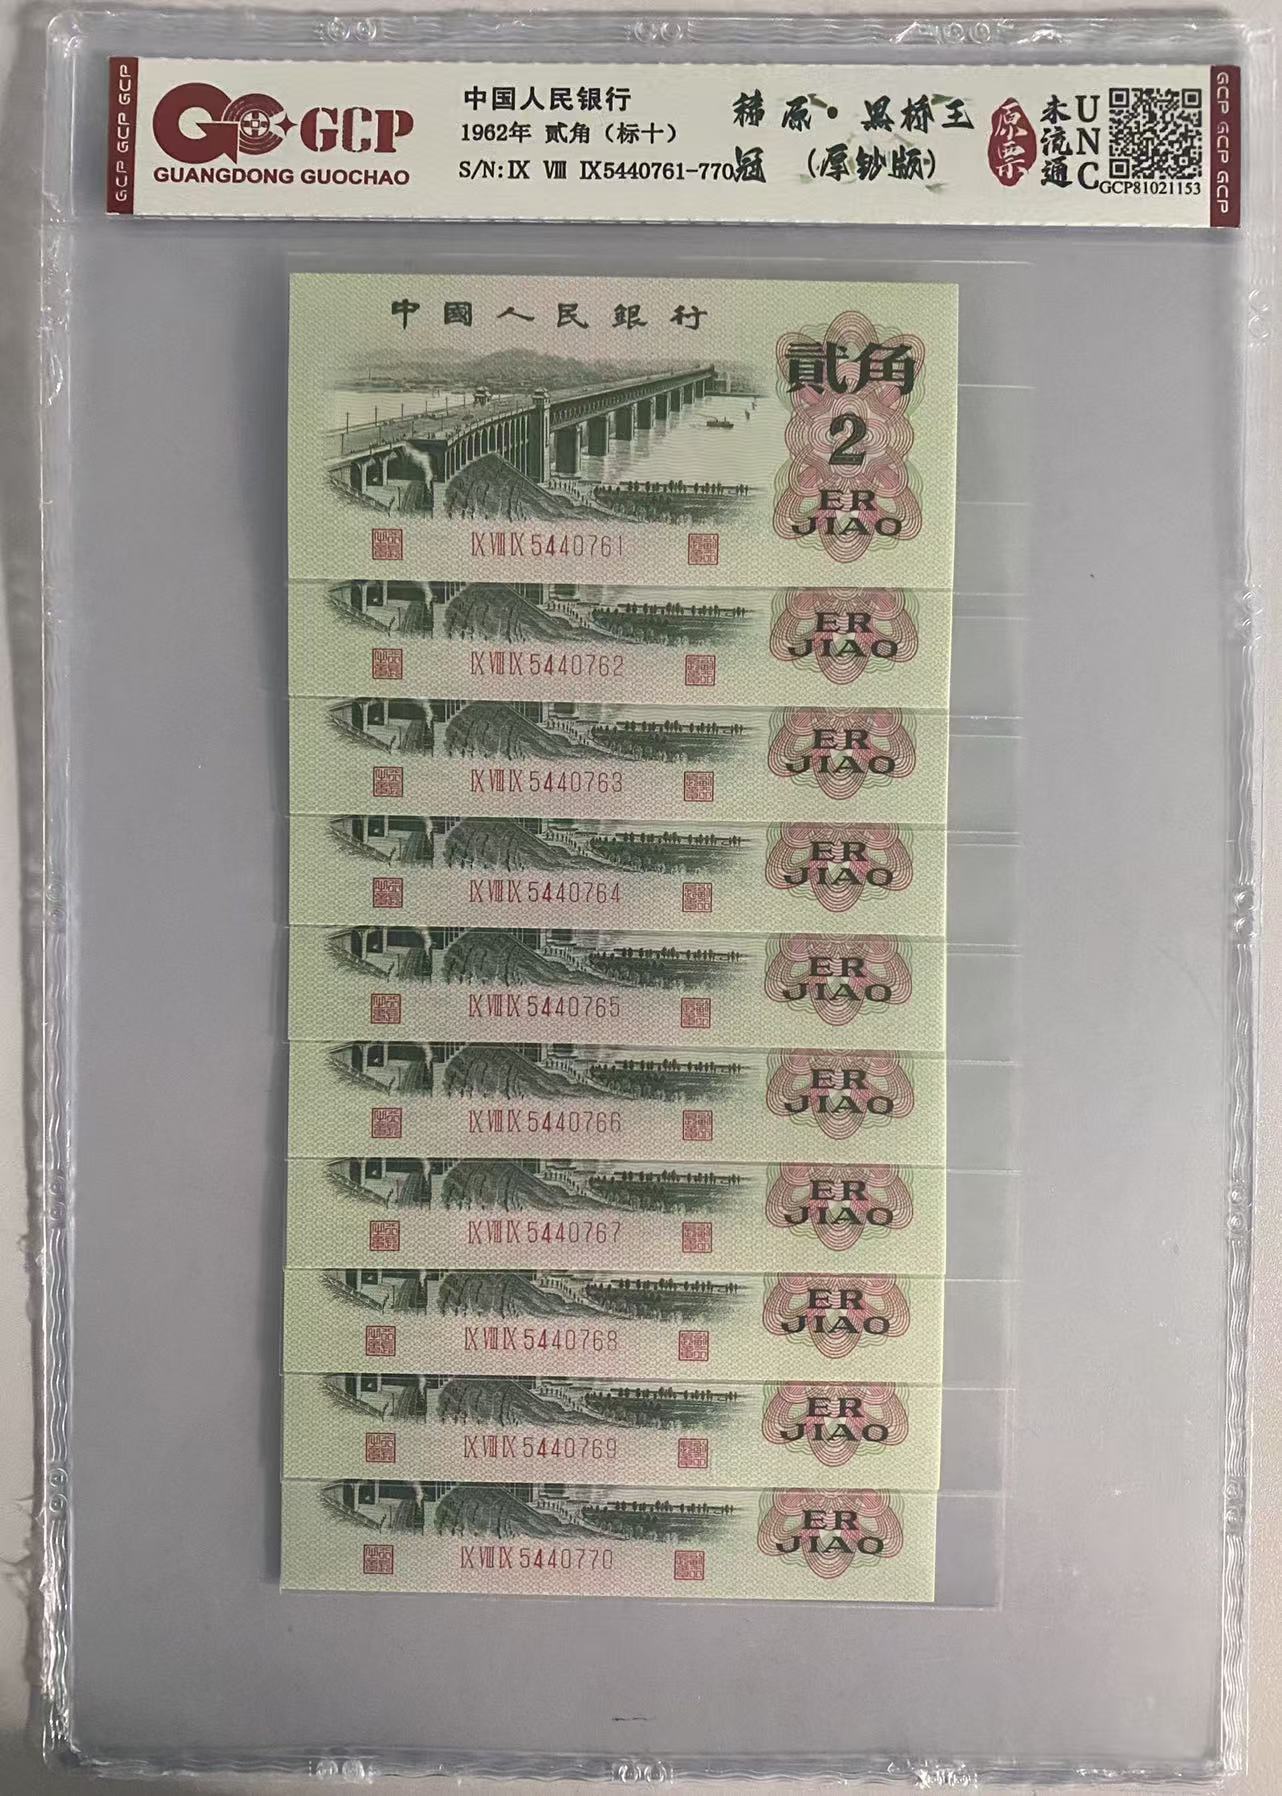 GCP GCP GCP
GCP
GUANGDONG GUOCHAO
中国人民银行
1962年 贰角（标十）
S/N:IX VIII IX5440761-770
稀原·黑桥王
冠（厚钞版）
原票
未流通
UNC
GCP81021153
GCP GCP GCP
中國人民銀行
貳角
2
ER
JIAO
IX VIII IX 5440761
ER
JIAO
IX VIII IX 5440762
ER
JIAO
IX VIII IX 5440763
ER
JIAO
IX VIII IX 5440764
ER
JIAO
IX VIII IX 5440765
ER
JIAO
IX VIII IX 5440766
ER
JIAO
IX VIII IX 5440767
ER
JIAO
IX VIII IX 5440768
ER
JIAO
IX VIII IX 5440769
ER
JIAO
IX VIII IX 5440770